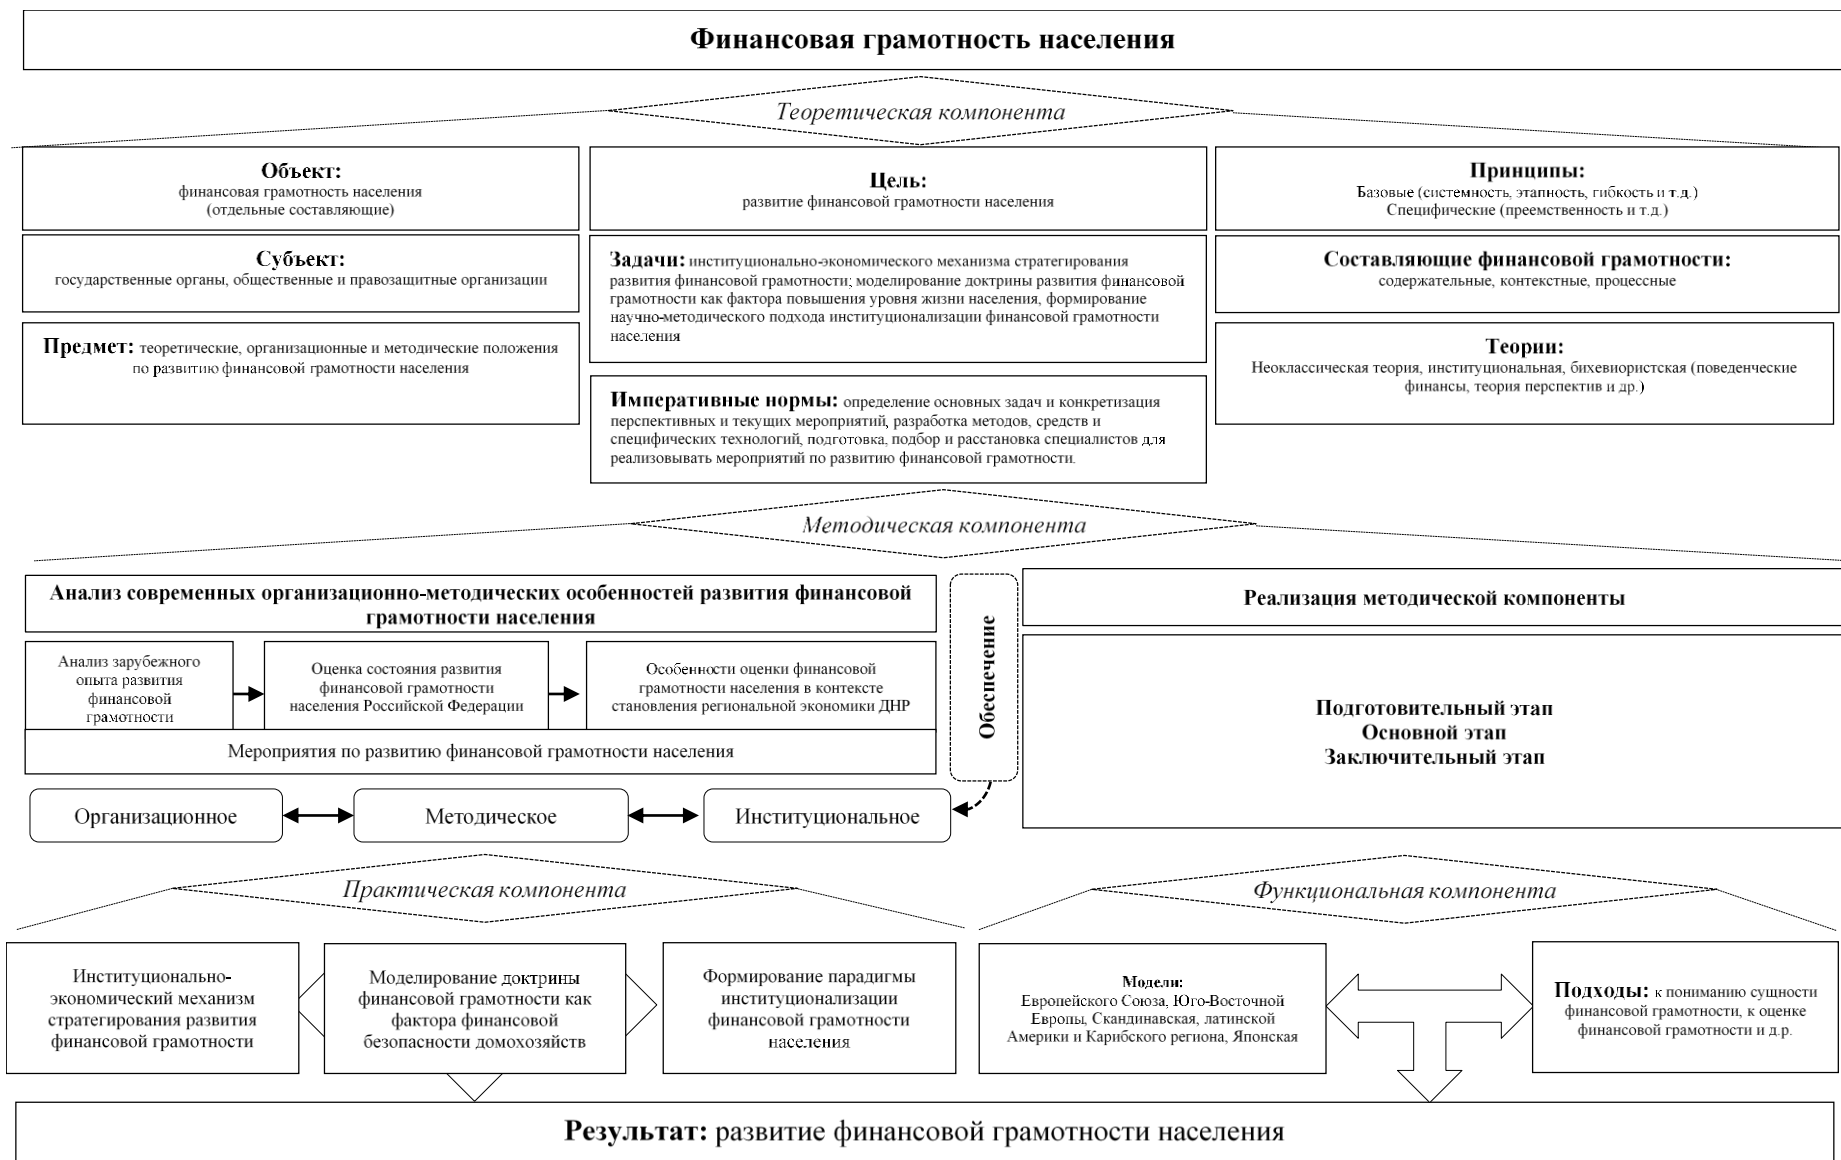 Финансовая грамотность населения
Теоретическая компонента
Объект:
финансовая грамотность населения
(отдельные составляющие)
Субъект:
государственные органы, общественные и правозащитные организации
Предмет: теоретические, организационные и методические положения
по развитию финансовой грамотности населения
Цель:
развитие финансовой грамотности населения
Задачи: институционально-экономического механизма стратегирования
развития финансовой грамотности; моделирование доктрины развития финансовой
грамотности как фактора повышения уровня жизни населения, формирование
научно-методического подхода институционализации финансовой грамотности
населения
Императивные нормы: определение основных задач и конкретизация
перспективных и текущих мероприятий, разработка методов, средств и
специфических технологий, подготовка, подбор и расстановка специалистов для
реализовывать мероприятий по развитию финансовой грамотности.
Принципы:
Базовые (системность, этапность, гибкость и т.д.)
Специфические (преемственность и т.д.)
Составляющие финансовой грамотности:
содержательные, контекстные, процессные
Теории:
Неоклассическая теория, институциональная, бихевиористская (поведенческие
финансы, теория перспектив и др.)
Методическая компонента
Анализ современных организационно-методических особенностей развития финансовой
грамотности населения
Анализ зарубежного
опыта развития
финансовой
грамотности
Оценка состояния развития
финансовой грамотности
населения Российской Федерации
Особенности оценки финансовой
грамотности населения в контексте
становления региональной экономики ДНР
Мероприятия по развитию финансовой грамотности населения
Обеспечение
Организационное
Методическое
Институциональное
Реализация методической компоненты
Подготовительный этап
Основной этап
Заключительный этап
Практическая компонента
Функциональная компонента
Институционально-
экономический механизм
стратегирования развития
финансовой грамотности
Моделирование доктрины
финансовой грамотности как
фактора финансовой
безопасности домохозяйств
Формирование парадигмы
институционализации
финансовой грамотности
населения
Модели:
Европейского Союза, Юго-Восточной
Европы, Скандинавская, латинской
Америки и Карибского региона, Японская
Подходы: к пониманию сущности
финансовой грамотности, к оценке
финансовой грамотности и д.р.
Результат: развитие финансовой грамотности населения